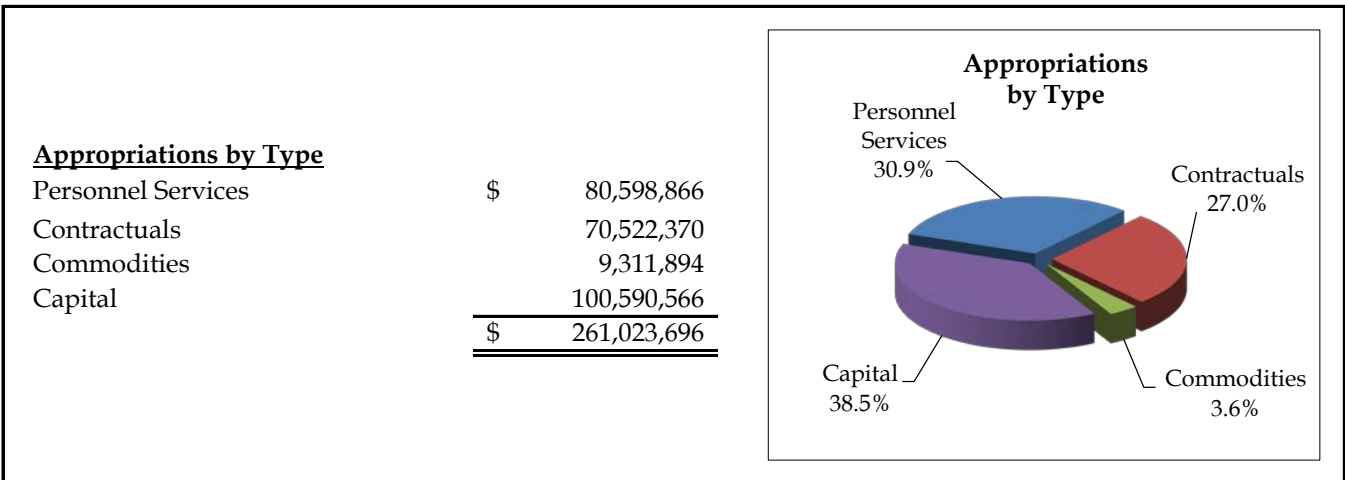 Appropriations by Type
Personnel Services $ 80,598,866
Contractuals 70,522,370
Commodities 9,311,894
Capital 100,590,566
$ 261,023,696
Appropriations
by Type
Personnel
Services
30.9%
Contractuals
27.0%
Capital
38.5%
Commodities
3.6%